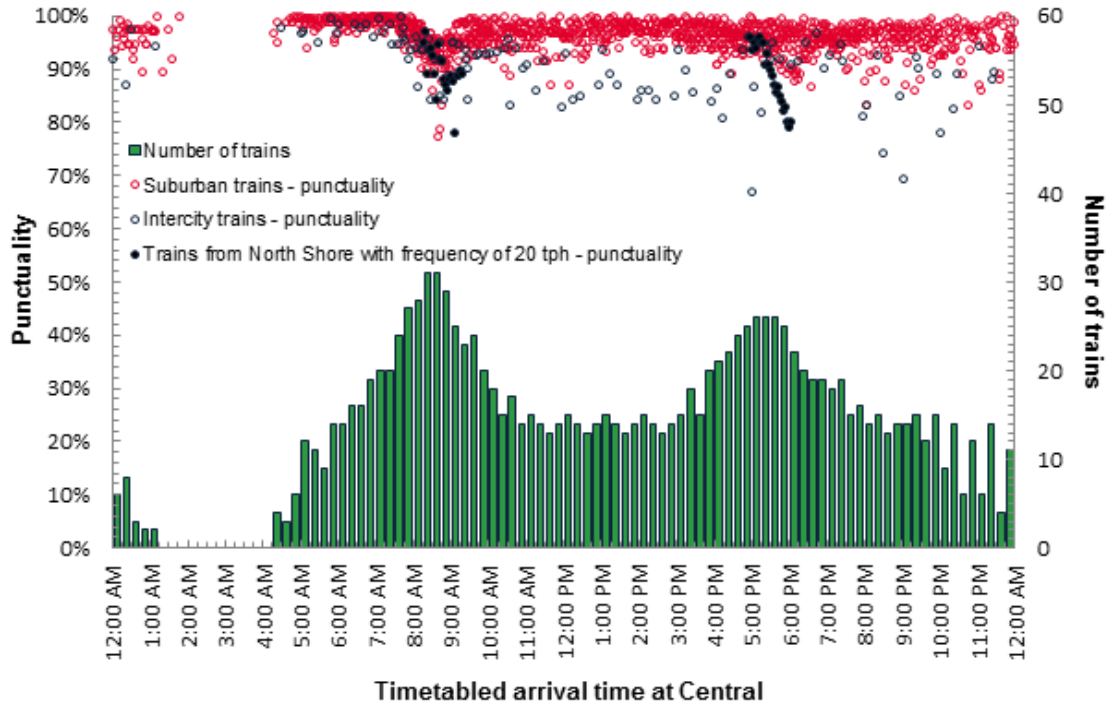 100%
90%
80%
70%
60%
50%
40%
30%
20%
10%
0%
Punctuality
Number of trains
Suburban trains - punctuality
Intercity trains - punctuality
Trains from North Shore with frequency of 20 tph - punctuality
60
50
40
30
20
10
0
Number of trains
12:00 AM
1:00 AM
2:00 AM
3:00 AM
4:00 AM
5:00 AM
6:00 AM
7:00 AM
8:00 AM
9:00 AM
10:00 AM
11:00 AM
12:00 PM
1:00 PM
2:00 PM
3:00 PM
4:00 PM
5:00 PM
6:00 PM
7:00 PM
8:00 PM
9:00 PM
10:00 PM
11:00 PM
12:00 AM
Timetabled arrival time at Central